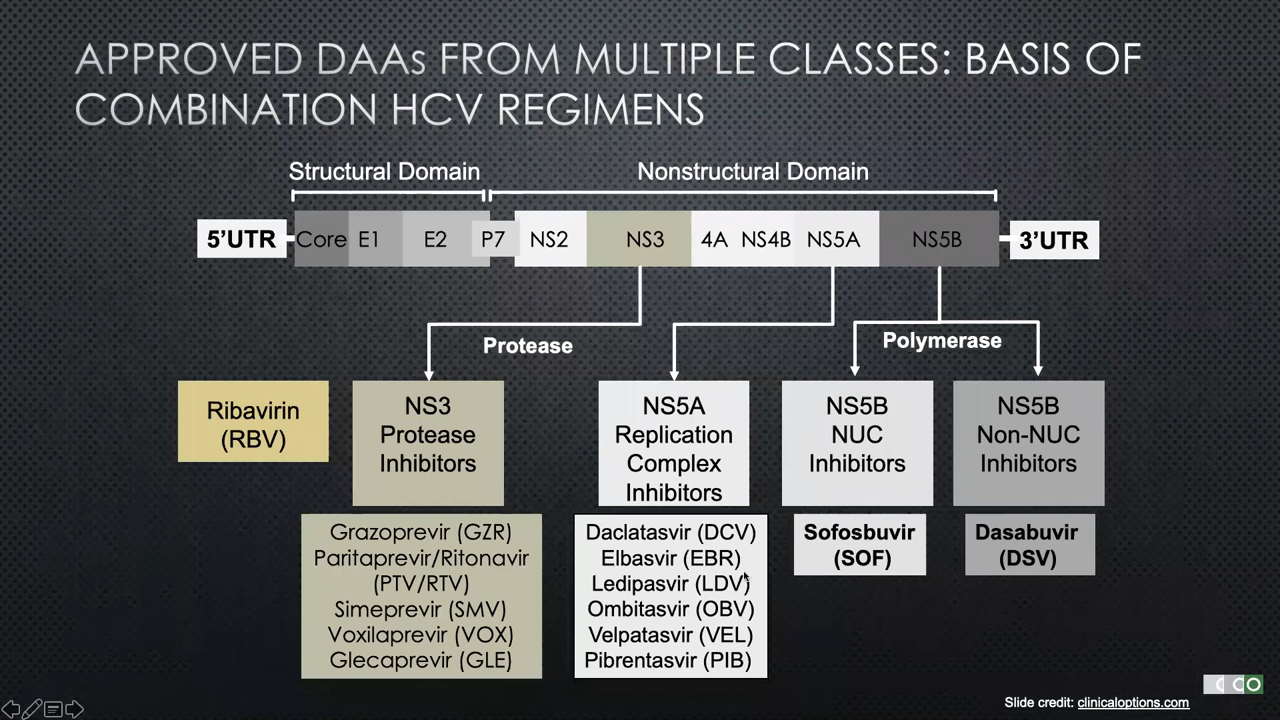 APPROVED DAAs FROM MULTIPLE CLASSES: BASIS OF
COMBINATION HCV REGIMENS
Structural Domain
Nonstructural Domain
5'UTR
Core
E1
E2
P7
NS2
NS3
4A
NS4B
NS5A
NS5B
3'UTR
Protease
Polymerase
Ribavirin
(RBV)
NS3
Protease
Inhibitors
NS5A
Replication
Complex
Inhibitors
NS5B
NUC
Inhibitors
NS5B
Non-NUC
Inhibitors
Grazoprevir (GZR)
Paritaprevir/Ritonavir
(PTV/RTV)
Simeprevir (SMV)
Voxilaprevir (VOX)
Glecaprevir (GLE)
Daclatasvir (DCV)
Elbasvir (EBR)
Ledipasvir (LDV)
Ombitasvir (OBV)
Velpatasvir (VEL)
Pibrentasvir (PIB)
Sofosbuvir
(SOF)
Dasabuvir
(DSV)
CCO
Slide credit: clinicaloptions.com